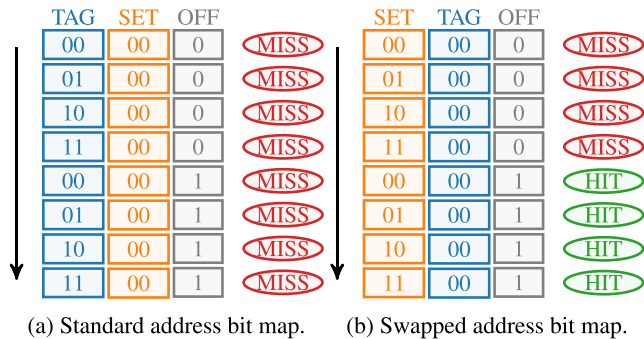 TAG SET OFF SET TAG OFF
00 00 0 MISS 00 00 0 MISS
01 00 0 MISS 01 00 0 MISS
10 00 0 MISS 10 00 0 MISS
11 00 0 MISS 11 00 0 MISS
00 00 1 MISS 00 00 1 HIT
01 00 1 MISS 01 00 1 HIT
10 00 1 MISS 10 00 1 HIT
11 00 1 MISS 11 00 1 HIT
(a) Standard address bit map. (b) Swapped address bit map.